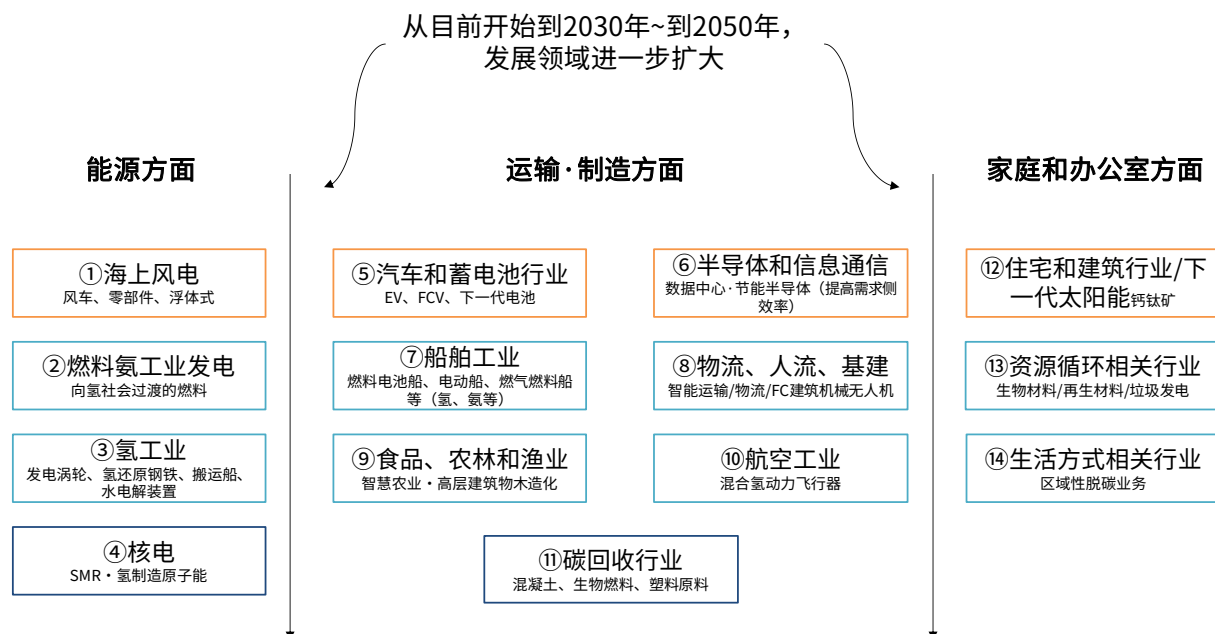 从目前开始到2030年~到2050年，
发展领域进一步扩大
能源方面
运输·制造方面
家庭和办公室方面
①海上风电
风车、零部件、浮体式
②燃料氨工业发电
向氢社会过渡的燃料
③氢工业
发电涡轮、氢还原钢铁、搬运船、
水电解装置
④核电
SMR·氢制造原子能
⑤汽车和蓄电池行业
EV、FCV、下一代电池
⑥半导体和信息通信
数据中心·节能半导体（提高需求侧
效率）
⑦船舶工业
燃料电池船、电动船、燃气燃料船
等（氢、氨等）
⑧物流、人流、基建
智能运输/物流/FC建筑机械无人机
⑨食品、农林和渔业
智慧农业·高层建筑物木造化
⑩航空工业
混合氢动力飞行器
⑪碳回收行业
混凝土、生物燃料、塑料原料
⑫住宅和建筑行业/下
一代太阳能钙钛矿
⑬资源循环相关行业
生物材料/再生材料/垃圾发电
⑭生活方式相关行业
区域性脱碳业务